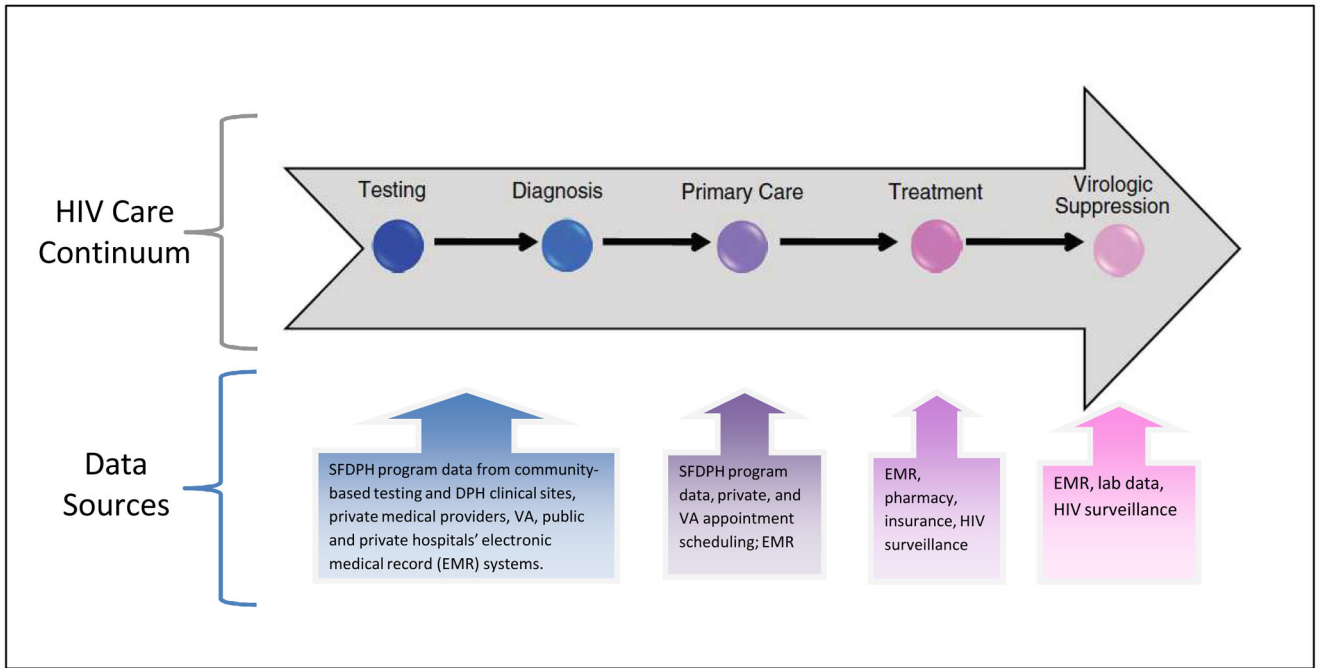 HIV Care
Continuum
Testing
Diagnosis
Primary Care
Treatment
Virologic
Suppression
Data
Sources
SFDPH program data from community-
based testing and DPH clinical sites,
private medical providers, VA, public
and private hospitals’ electronic
medical record (EMR) systems.
SFDPH program
data, private, and
VA appointment
scheduling; EMR
EMR,
pharmacy,
insurance, HIV
surveillance
EMR, lab data,
HIV surveillance